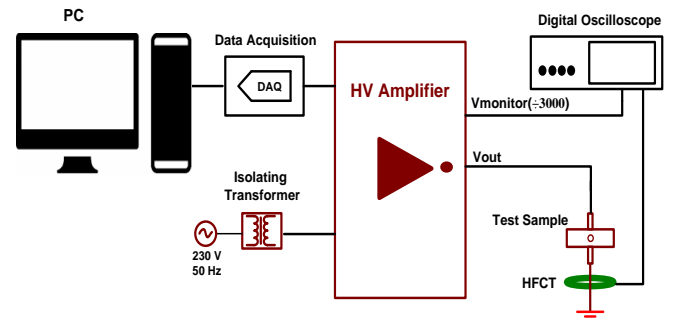 PC
Digital Oscilloscope
Data Acquisition
DAQ
HV Amplifier
Vmonitor(÷3000)
Vout
Isolating
Transformer
Test Sample
230 V
50 Hz
HFCT